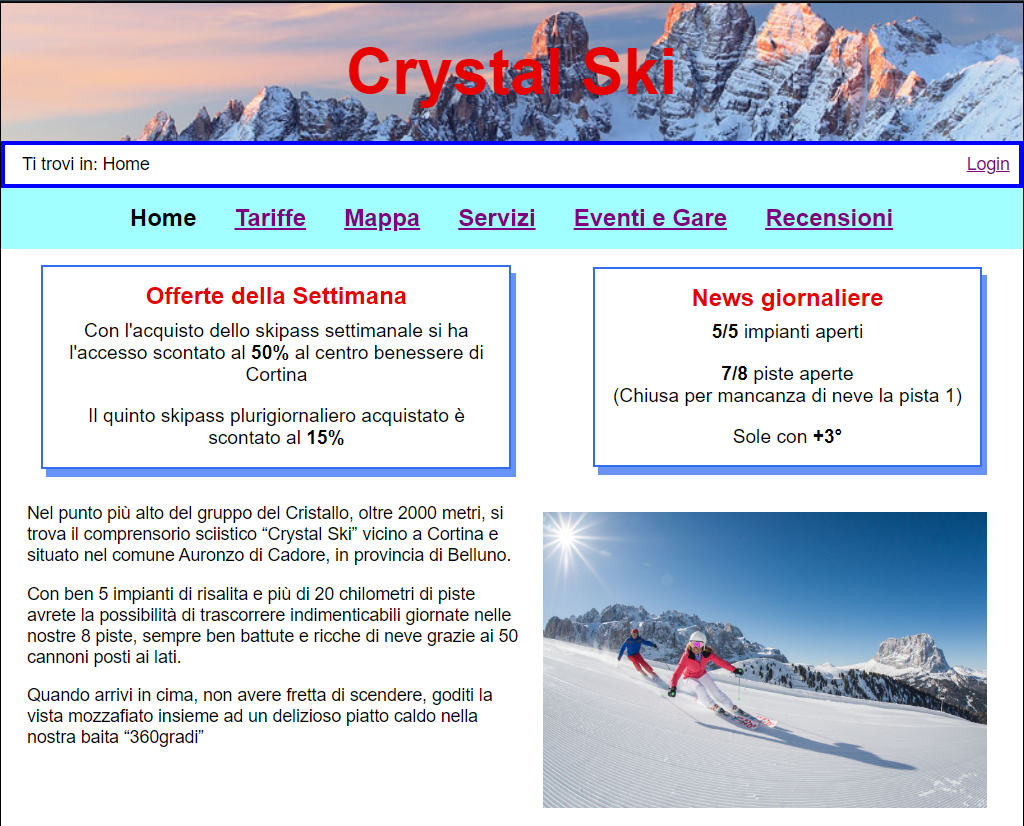 Crystal Ski
Ti trovi in: Home
Login
Home Tariffe Mappa Servizi Eventi e Gare Recensioni
Offerte della Settimana
Con l'acquisto dello skipass settimanale si ha
l'accesso scontato al 50% al centro benessere di
Cortina
Il quinto skipass plurigiornaliero acquistato è
scontato al 15%
News giornaliere
5/5 impianti aperti
7/8 piste aperte
(Chiusa per mancanza di neve la pista 1)
Sole con +3°
Nel punto più alto del gruppo del Cristallo, oltre 2000 metri, si
trova il comprensorio sciistico “Crystal Ski” vicino a Cortina e
situato nel comune Auronzo di Cadore, in provincia di Belluno.
Con ben 5 impianti di risalita e più di 20 chilometri di piste
avrete la possibilità di trascorrere indimenticabili giornate nelle
nostre 8 piste, sempre ben battute e ricche di neve grazie ai 50
cannoni posti ai lati.
Quando arrivi in cima, non avere fretta di scendere, goditi la
vista mozzafiato insieme ad un delizioso piatto caldo nella
nostra baita “360gradi”